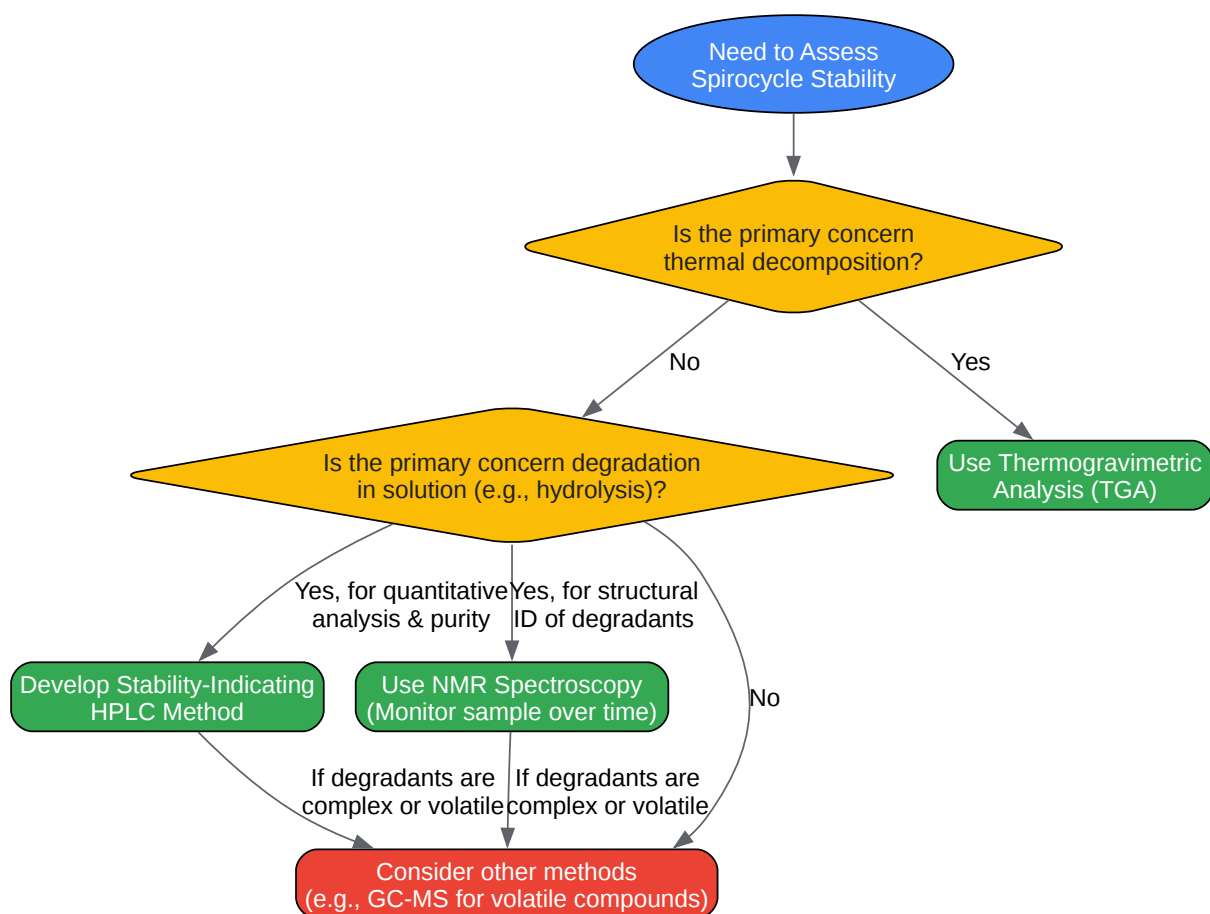 Need to Assess
Spirocycle Stability
Is the primary concern
thermal decomposition?
No
Yes
Is the primary concern degradation
in solution (e.g., hydrolysis)?
Use Thermogravimetric
Analysis (TGA)
Yes, for quantitative
analysis & purity
Yes, for structural
ID of degradants
Develop Stability-Indicating
HPLC Method
Use NMR Spectroscopy
(Monitor sample over time)
No
If degradants are
complex or volatile
If degradants are
complex or volatile
Consider other methods
(e.g., GC-MS for volatile compounds)